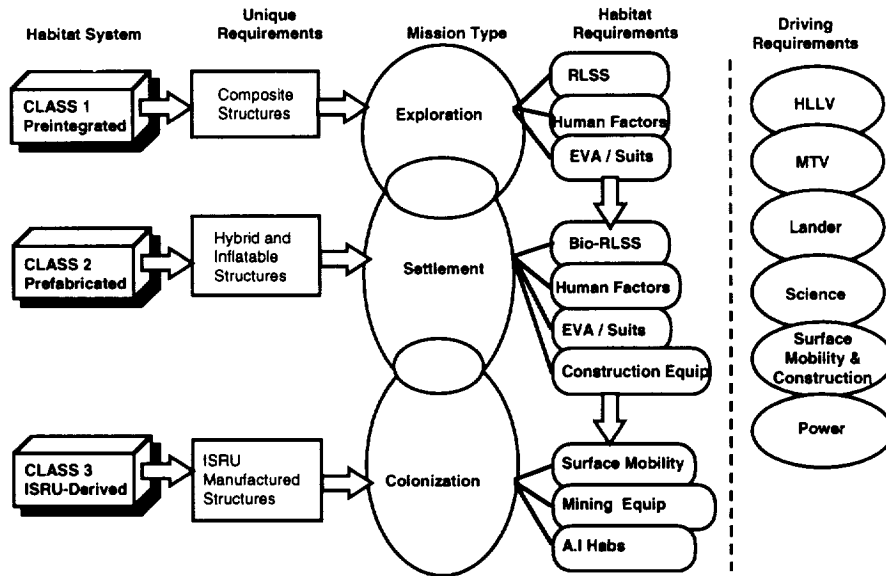 Habitat System
Unique
Requirements
Mission Type
Habitat
Requirements
Driving
Requirements
CLASS 1
Preintegrated
Composite
Structures
Exploration
RLSS
Human Factors
EVA / Suits
CLASS 2
Prefabricated
Hybrid and
Inflatable
Structures
Settlement
Bio-RLSS
Human Factors
EVA / Suits
Construction Equip
CLASS 3
ISRU-Derived
ISRU
Manufactured
Structures
Colonization
Surface Mobility
Mining Equip
A.I Habs
HLLV
MTV
Lander
Science
Surface
Mobility &
Construction
Power